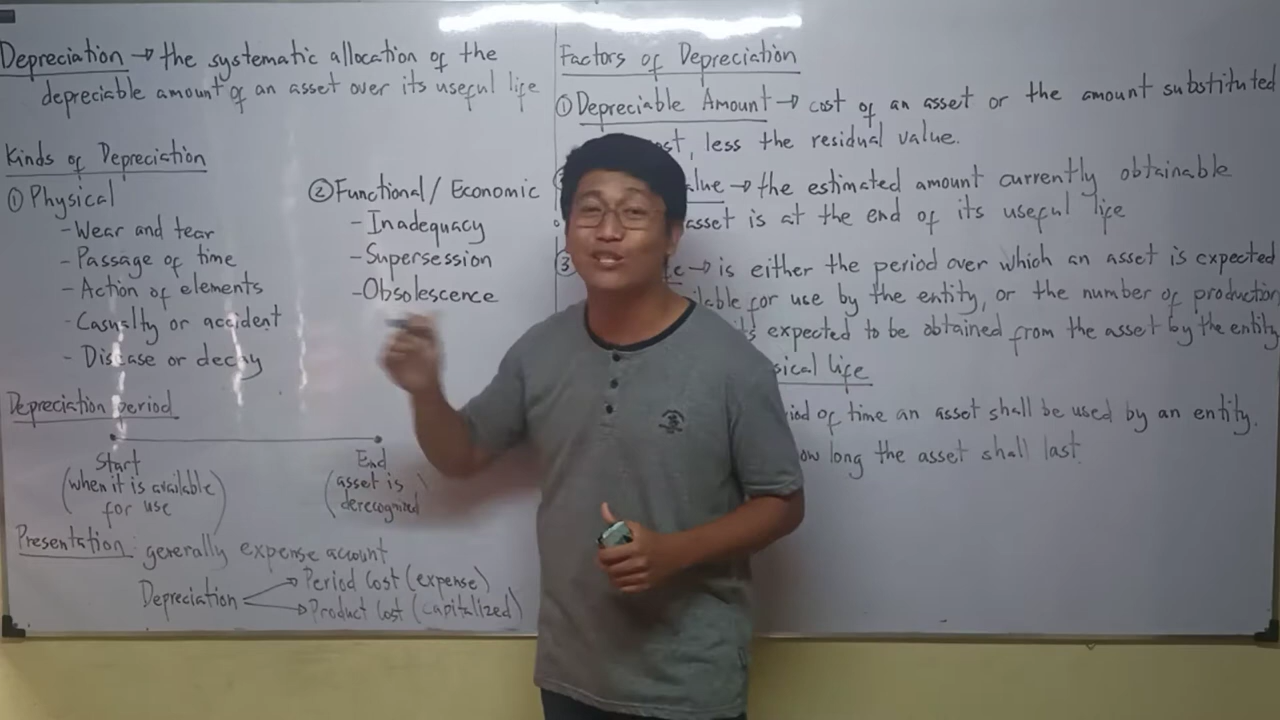 Depreciation → the systematic allocation of the
depreciable amount of an asset over its useful life
Kinds of Depreciation
① Physical
- Wear and tear
- Passage of time
- Action of elements
- Casualty or accident
- Disease or decay
② Functional / Economic
- Inadequacy
- Supersession
- Obsolescence
Depreciation period
Start
(when it is available
for use)
End
(asset is
derecognized)
Presentation: generally expense account
Depreciation → Period Cost (expense)
→ Product Cost (capitalized)
Factors of Depreciation
① Depreciable Amount → cost of an asset or the amount substituted
less the residual value.
→ the estimated amount currently obtainable
asset is at the end of its useful life
③ → is either the period over which an asset is expected
for use by the entity, or the number of production
expected to be obtained from the asset by the entity
life
of time an asset shall be used by an entity.
long the asset shall last.